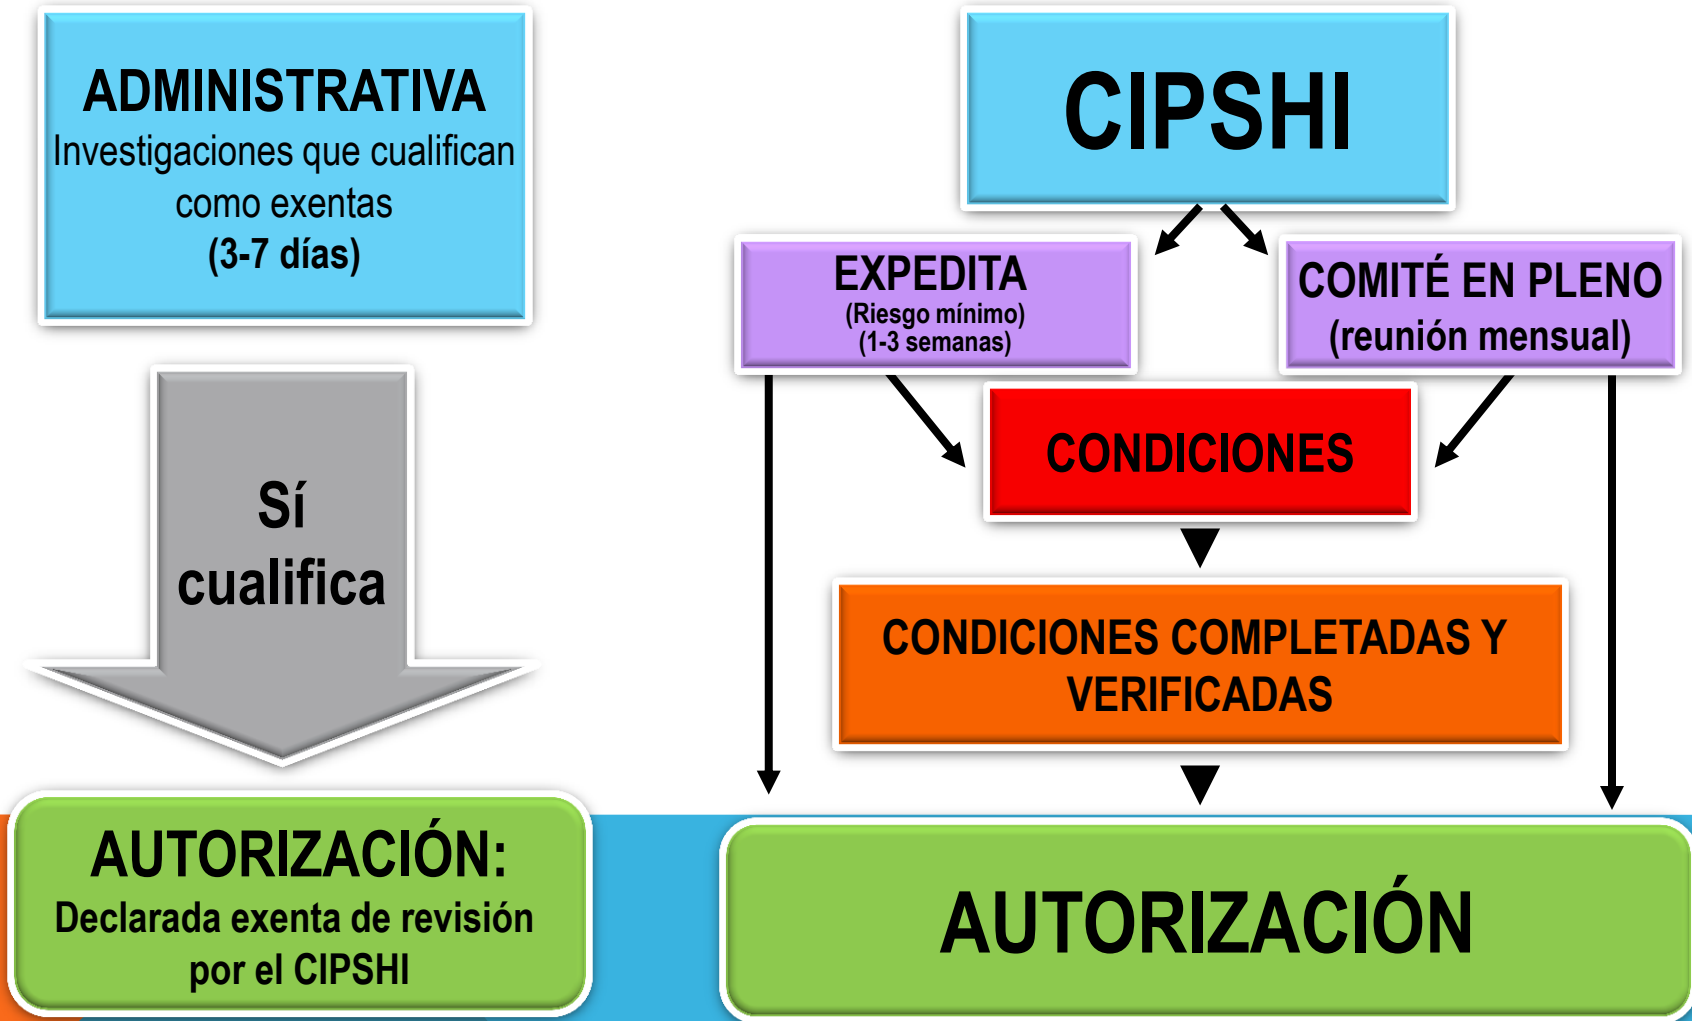 ADMINISTRATIVA
Investigaciones que cualifican
como exentas
(3-7 días)
Sí
cualifica
AUTORIZACIÓN:
Declarada exenta de revisión
por el CIPSHI
CIPSHI
EXPEDITA
(Riesgo mínimo)
(1-3 semanas)
COMITÉ EN PLENO
(reunión mensual)
CONDICIONES
CONDICIONES COMPLETADAS Y
VERIFICADAS
AUTORIZACIÓN